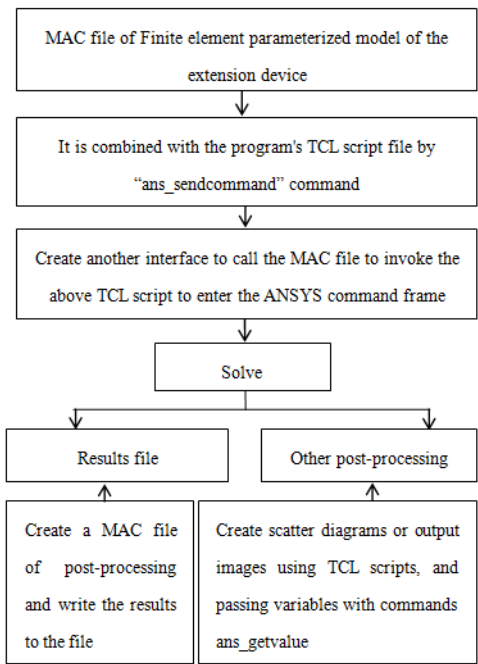 MAC file of Finite element parameterized model of the
extension device
It is combined with the program's TCL script file by
“ans_sendcommand” command
Create another interface to call the MAC file to invoke the
above TCL script to enter the ANSYS command frame
Solve
Results file
Other post-processing
Create a MAC file
of post-processing
and write the results
to the file
Create scatter diagrams or output
images using TCL scripts, and
passing variables with commands
ans_getvalue